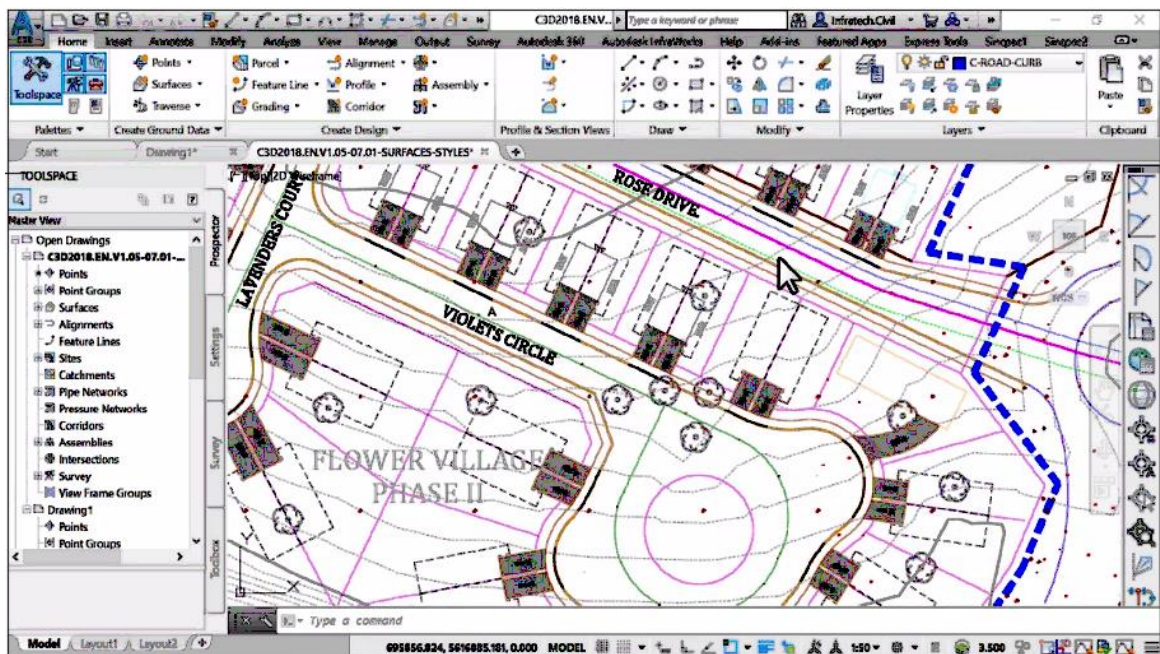 C3D2018.EN.V... Type a keyword or phrase Infratech.Civil
Home Insert Annotate Modify Analyze View Manage Output Survey Autodesk 360 Autodesk InfraWorks Help Add-ins Featured Apps Express Tools Sincpac1 Sincpac2
Toolspace
Points
Surfaces
Traverse
Parcel
Feature Line
Grading
Alignment
Profile
Corridor
Assembly
Layer
Properties
C-ROAD-CURB
Paste
Palettes Create Ground Data Create Design Profile & Section Views Draw Modify Layers Clipboard
Start Drawing1* C3D2018.EN.V1.05-07.01-SURFACES-STYLES*
TOOLSPACE
Master View
Open Drawings
C3D2018.EN.V1.05-07.01-...
Points
Point Groups
Surfaces
Alignments
Feature Lines
Sites
Catchments
Pipe Networks
Pressure Networks
Corridors
Assemblies
Intersections
Survey
View Frame Groups
Drawing1
Points
Point Groups
Prospector
Settings
Survey
Toolbox
[-][Top][2D Wireframe]
ROSE DRIVE
LAVENDERS COURT
VIOLETS CIRCLE
FLOWER VILLAGE
PHASE II
WCS
Y
X
Type a command
Model Layout1 Layout2
695856.824, 5616085.181, 0.000 MODEL 1:50 3.500